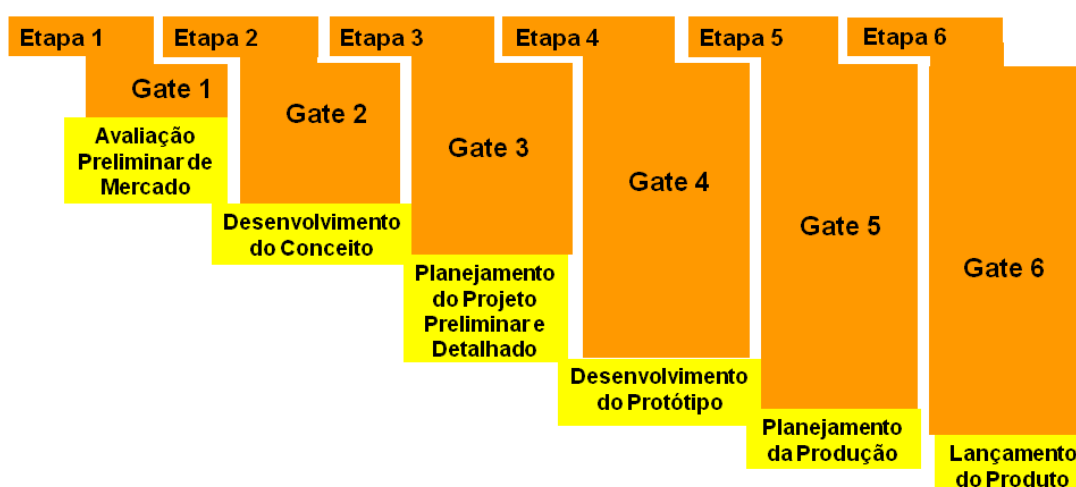 Etapa 1
Etapa 2
Etapa 3
Etapa 4
Etapa 5
Etapa 6
Gate 1
Avaliação
Preliminar de
Mercado
Gate 2
Desenvolvimento
do Conceito
Gate 3
Planejamento
do Projeto
Preliminar e
Detalhado
Gate 4
Desenvolvimento
do Protótipo
Gate 5
Planejamento
da Produção
Gate 6
Lançamento
do Produto